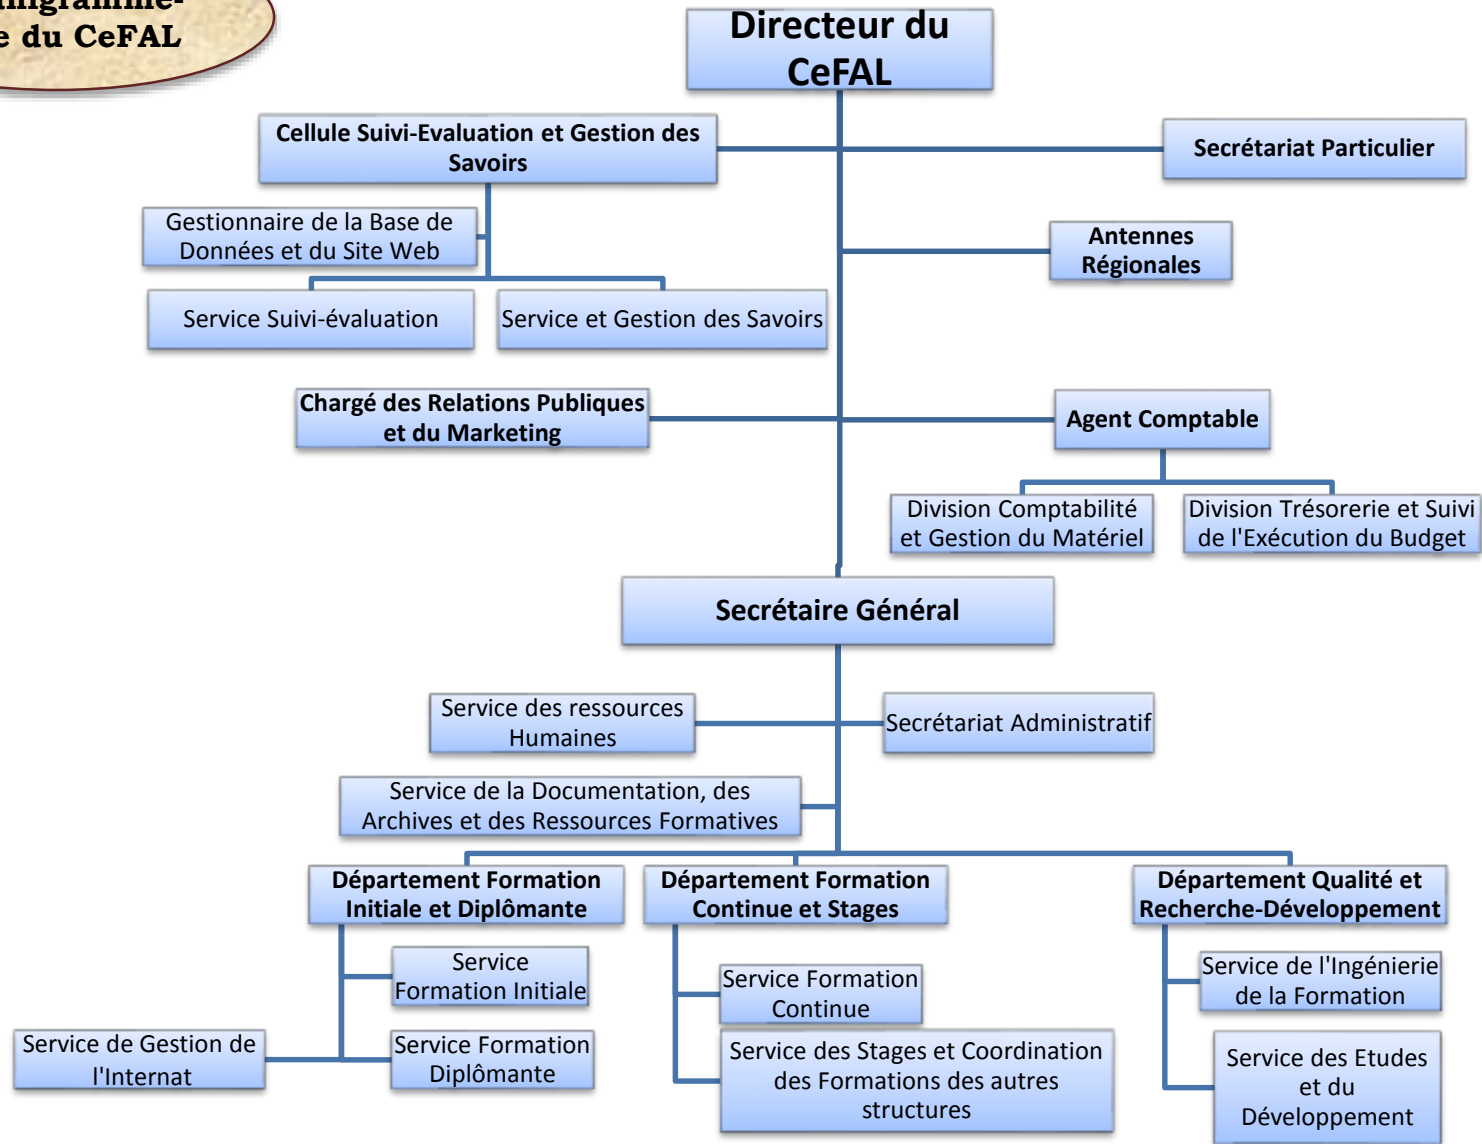 e du CeFAL
Directeur du
CeFAL
Cellule Suivi-Evaluation et Gestion des
Savoirs
Secrétariat Particulier
Gestionnaire de la Base de
Données et du Site Web
Antennes
Régionales
Service Suivi-évaluation
Service et Gestion des Savoirs
Chargé des Relations Publiques
et du Marketing
Agent Comptable
Division Comptabilité
et Gestion du Matériel
Division Trésorerie et Suivi
de l'Exécution du Budget
Secrétaire Général
Service des ressources
Humaines
Secrétariat Administratif
Service de la Documentation, des
Archives et des Ressources Formatives
Département Formation
Initiale et Diplômante
Département Formation
Continue et Stages
Département Qualité et
Recherche-Développement
Service
Formation Initiale
Service Formation
Continue
Service de l'Ingénierie
de la Formation
Service de Gestion de
l'Internat
Service Formation
Diplômante
Service des Stages et Coordination
des Formations des autres
structures
Service des Etudes
et du
Développement